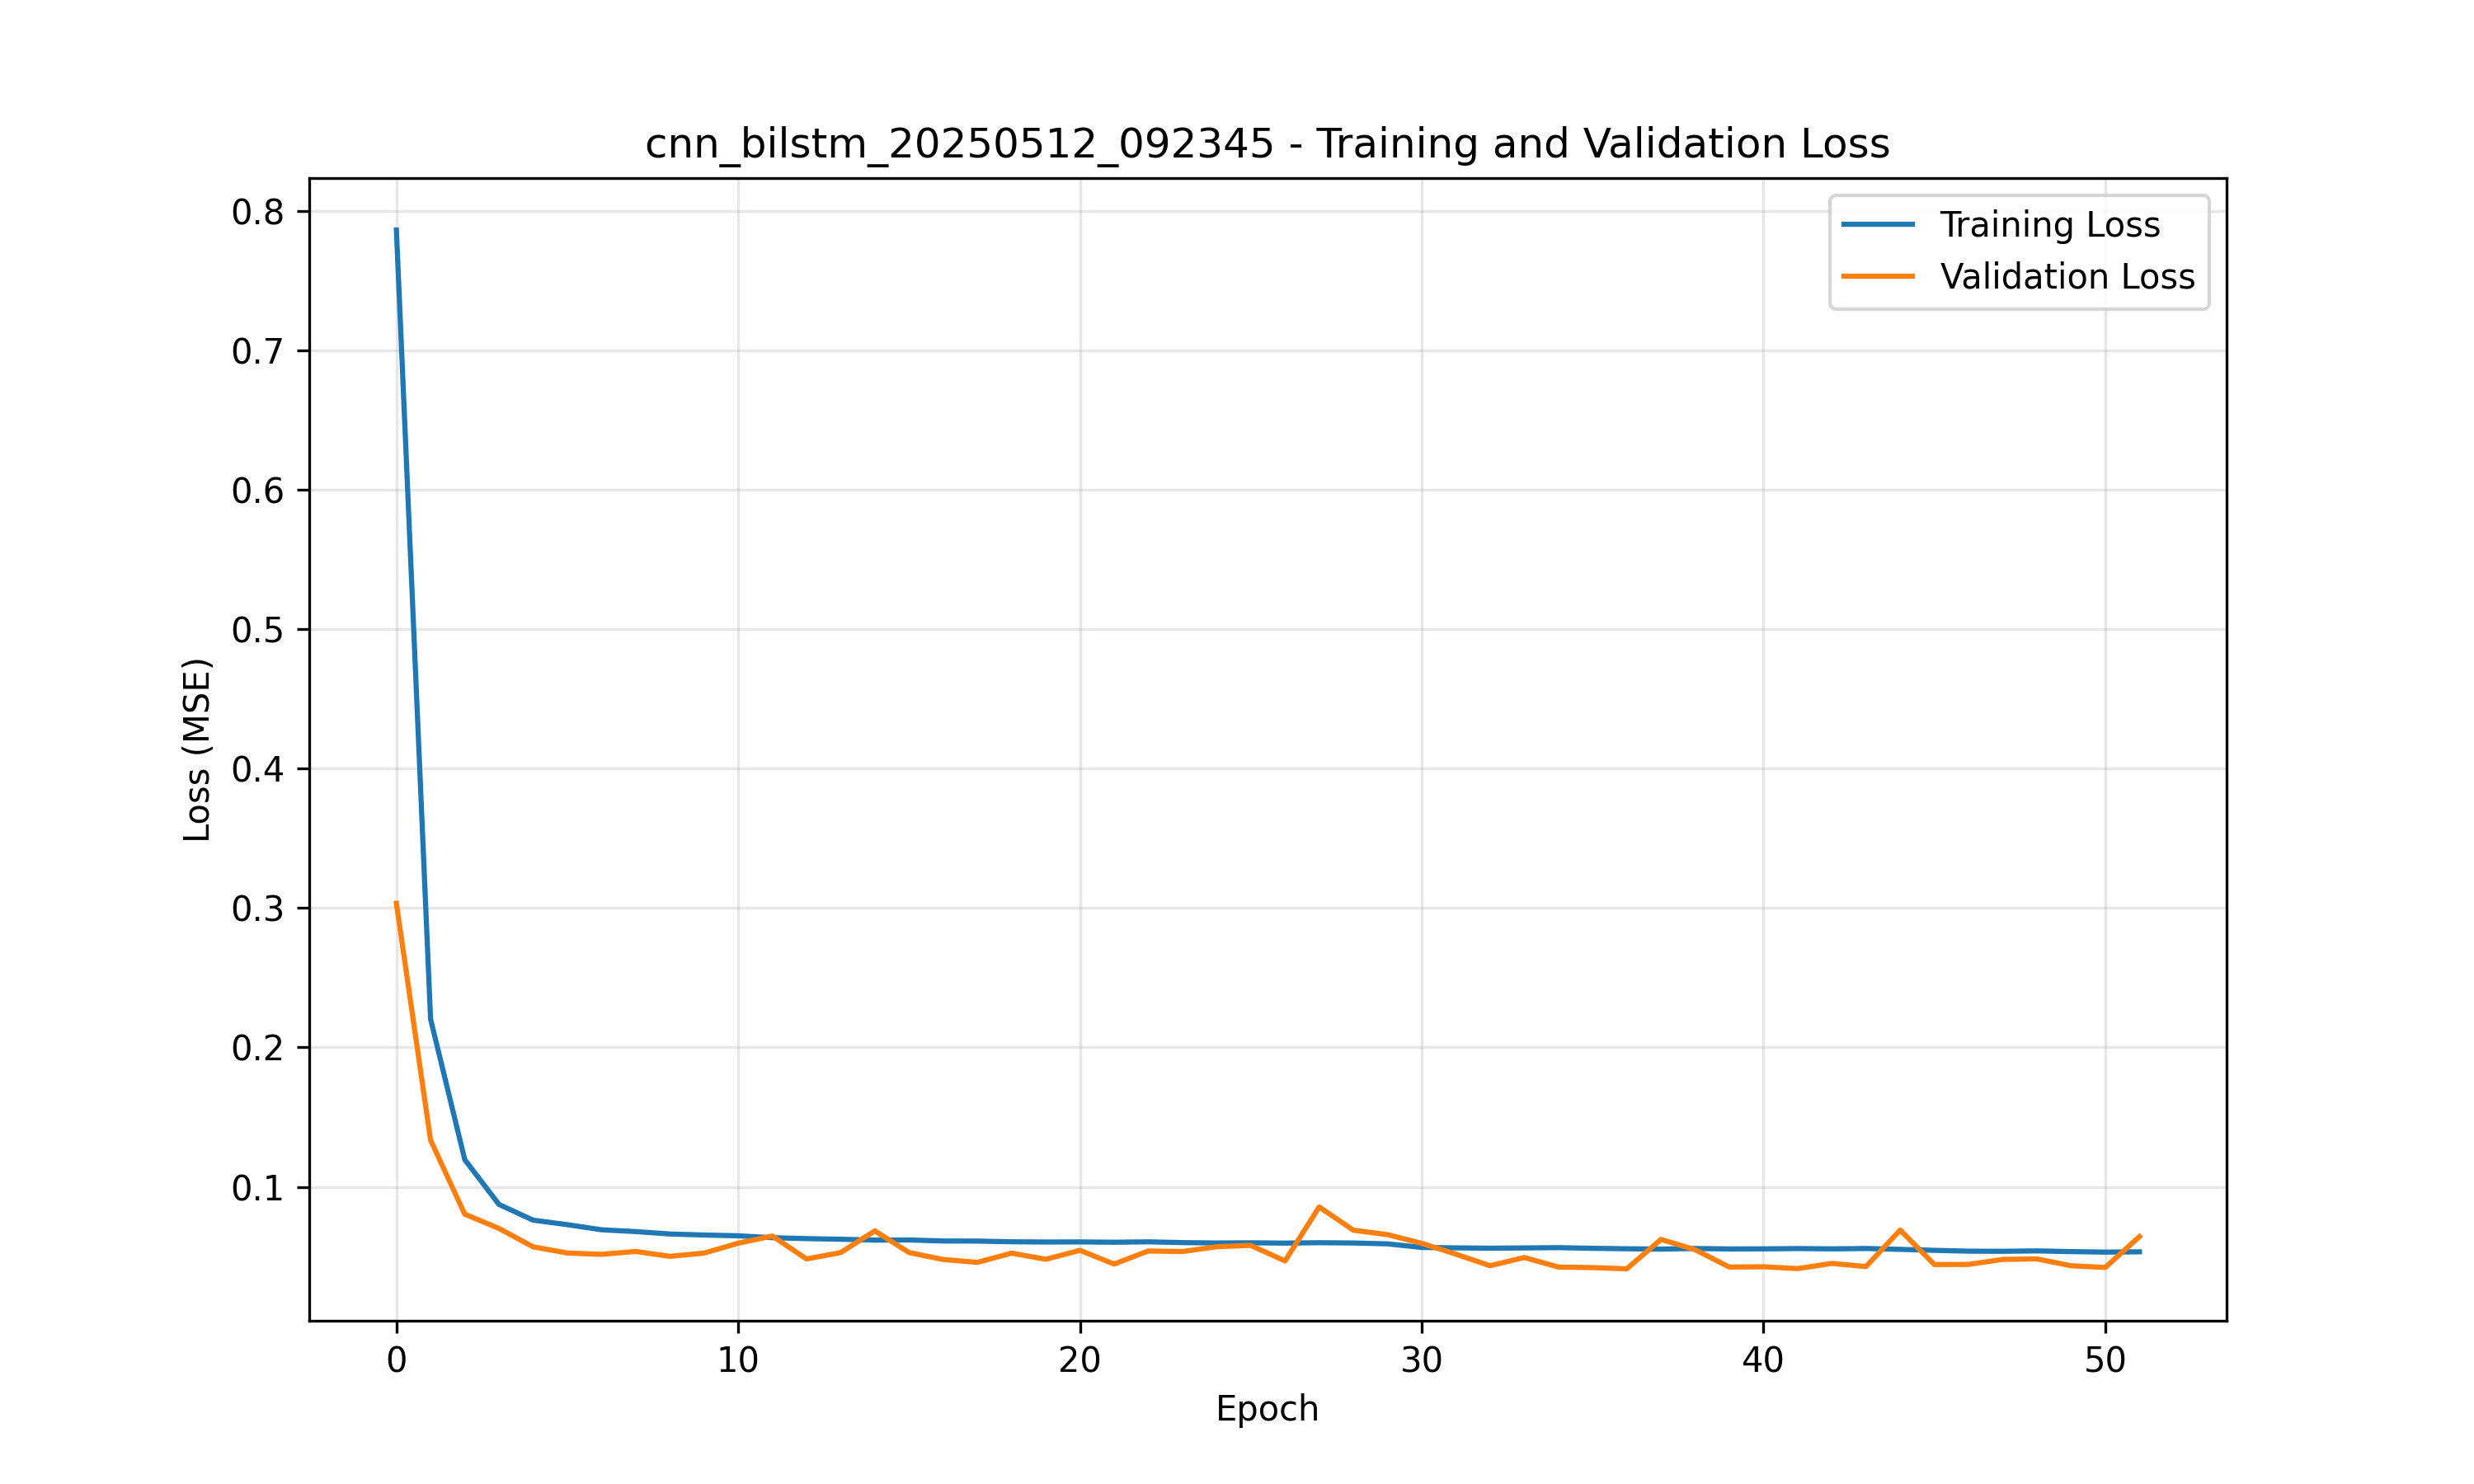 cnn_bilstm_20250512_092345 - Training and Validation Loss
Training Loss
Validation Loss
0.8
0.7
0.6
0.5
0.4
0.3
0.2
0.1
Loss (MSE)
0 10 20 30 40 50
Epoch